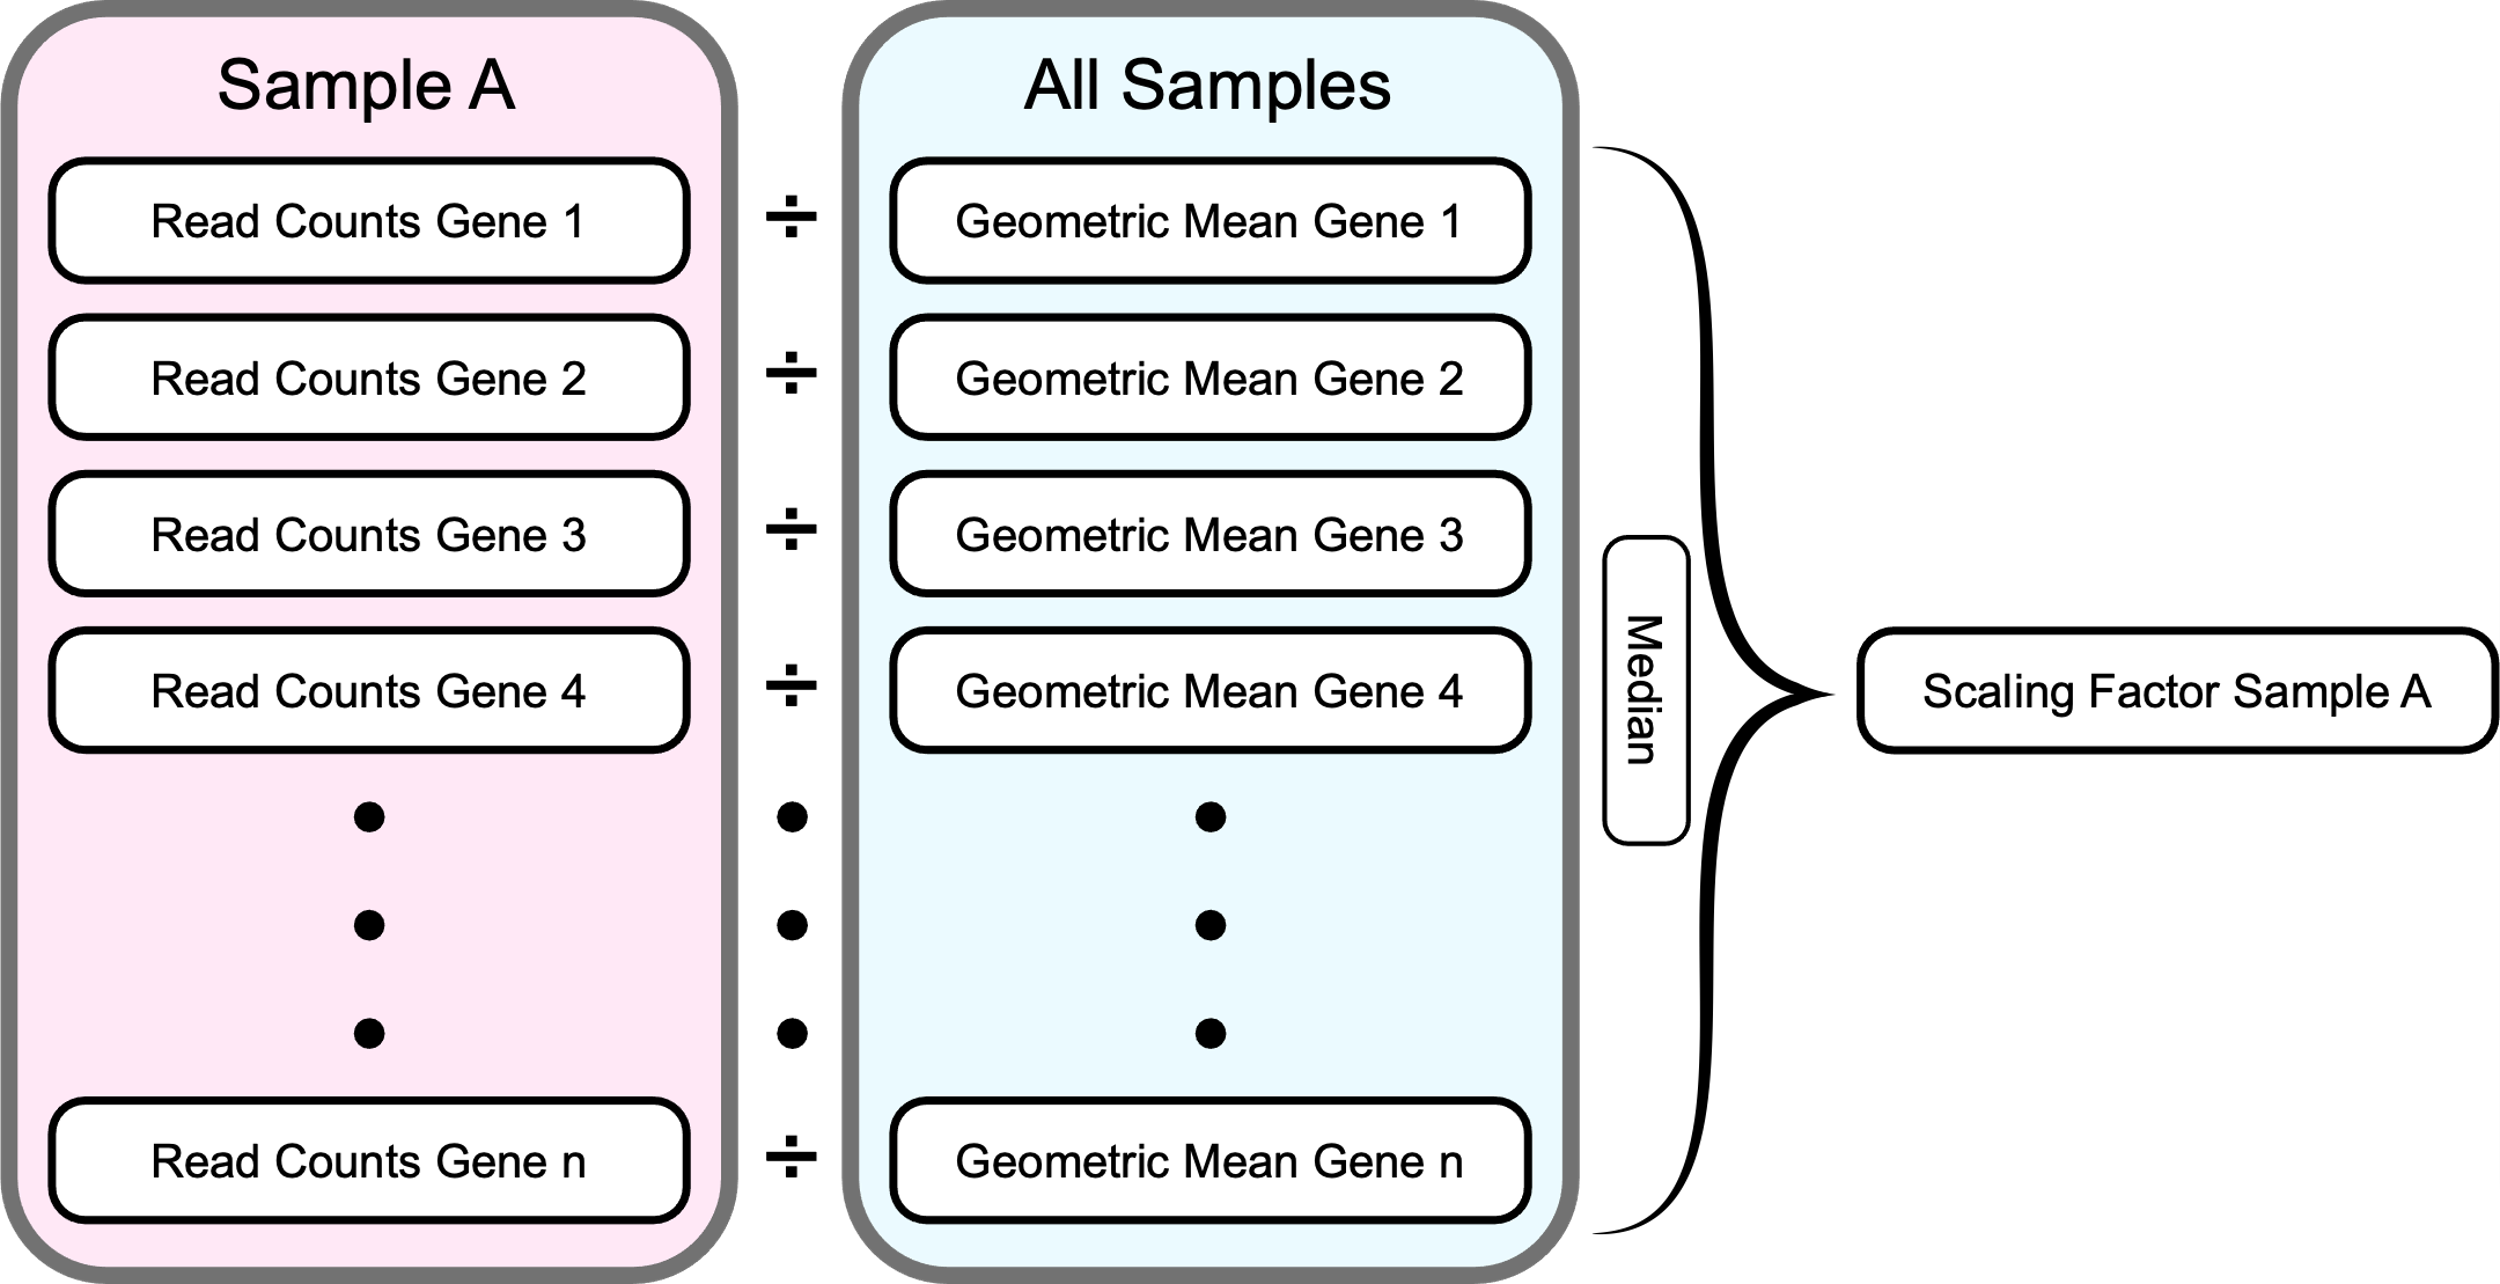 Sample A
All Samples
Read Counts Gene 1
÷
Geometric Mean Gene 1
Read Counts Gene 2
÷
Geometric Mean Gene 2
Read Counts Gene 3
÷
Geometric Mean Gene 3
Read Counts Gene 4
÷
Geometric Mean Gene 4
Median
Scaling Factor Sample A
Read Counts Gene n
÷
Geometric Mean Gene n